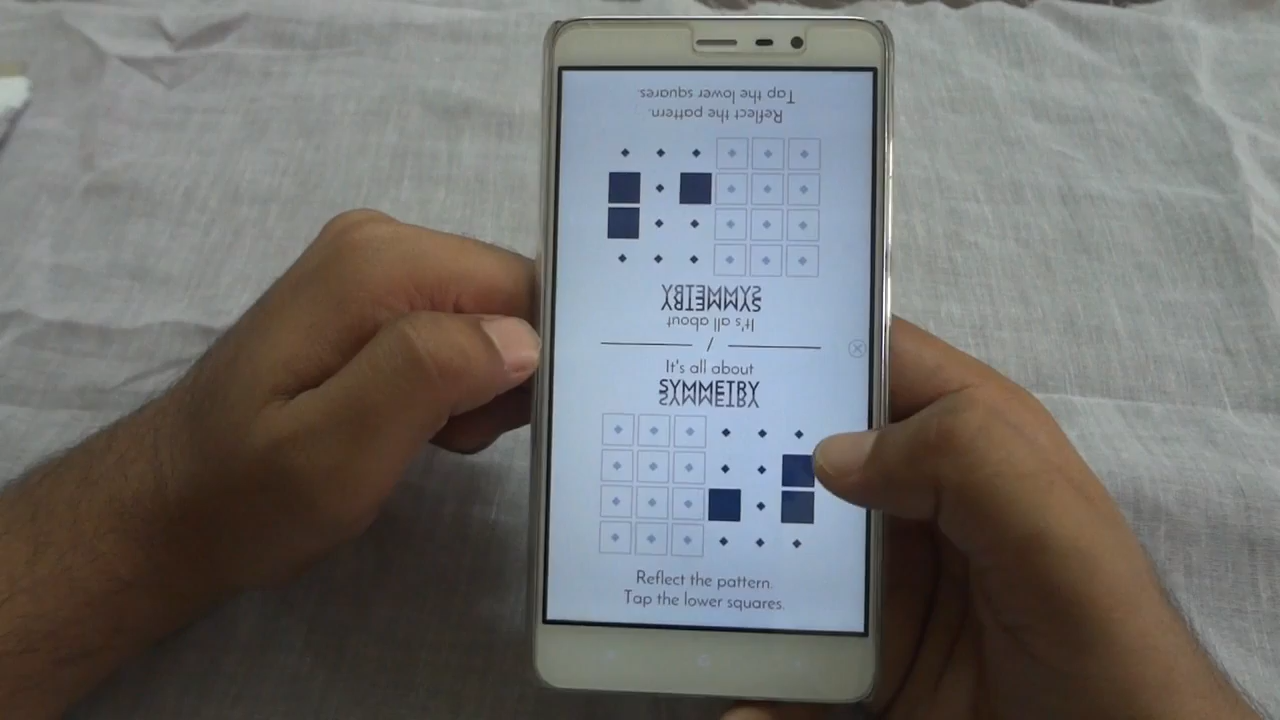 Tap the lower squares.
Reflect the pattern.
SYMMETRY
It's all about
/
It's all about
SYMMETRY
Reflect the pattern.
Tap the lower squares.